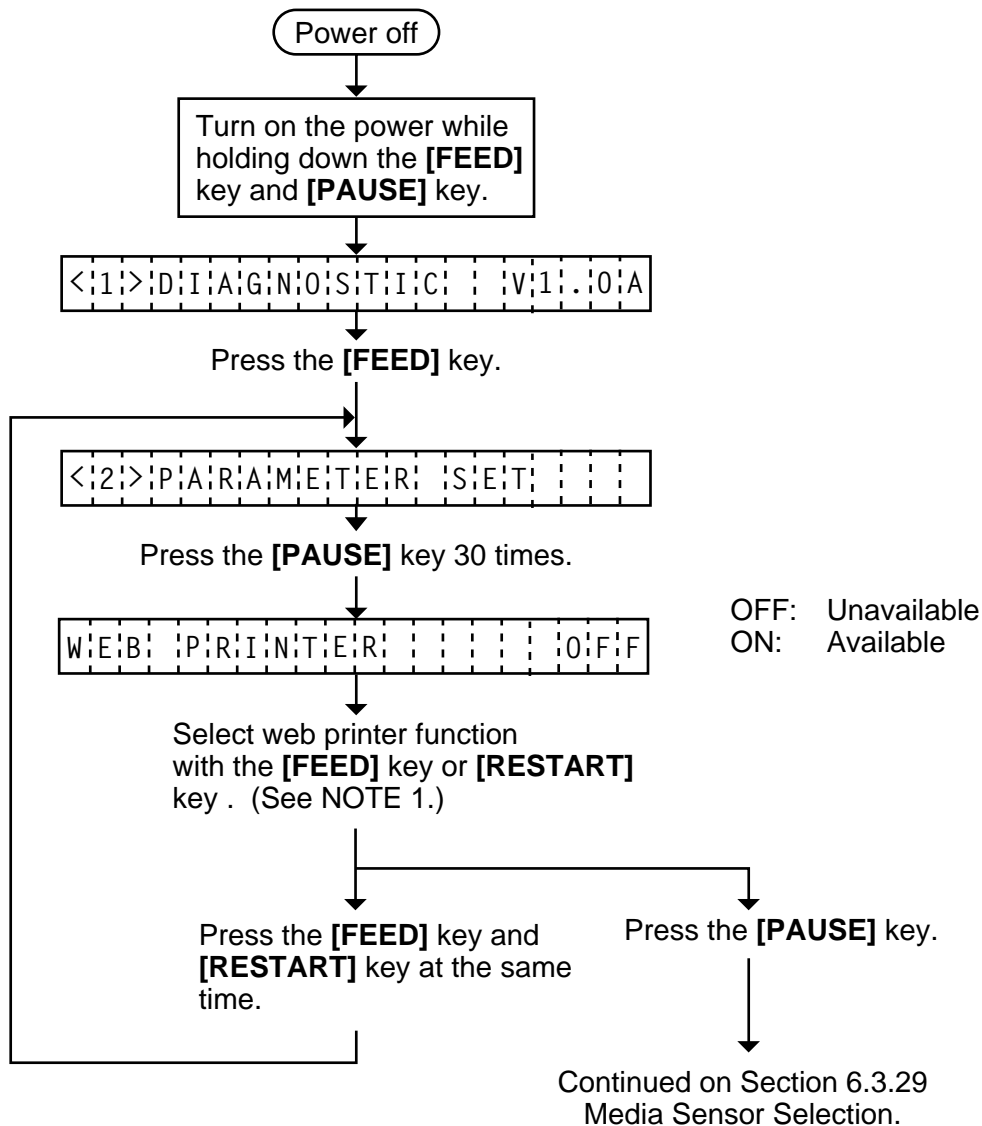 Power off
Turn on the power while
holding down the [FEED]
key and [PAUSE] key.
<1>DIAGNOSTIC  V1.0A
Press the [FEED] key.
<2>PARAMETER SET
Press the [PAUSE] key 30 times.
WEB PRINTER      OFF
OFF: Unavailable
ON: Available
Select web printer function
with the [FEED] key or [RESTART]
key . (See NOTE 1.)
Press the [FEED] key and
[RESTART] key at the same
time.
Press the [PAUSE] key.
Continued on Section 6.3.29
Media Sensor Selection.